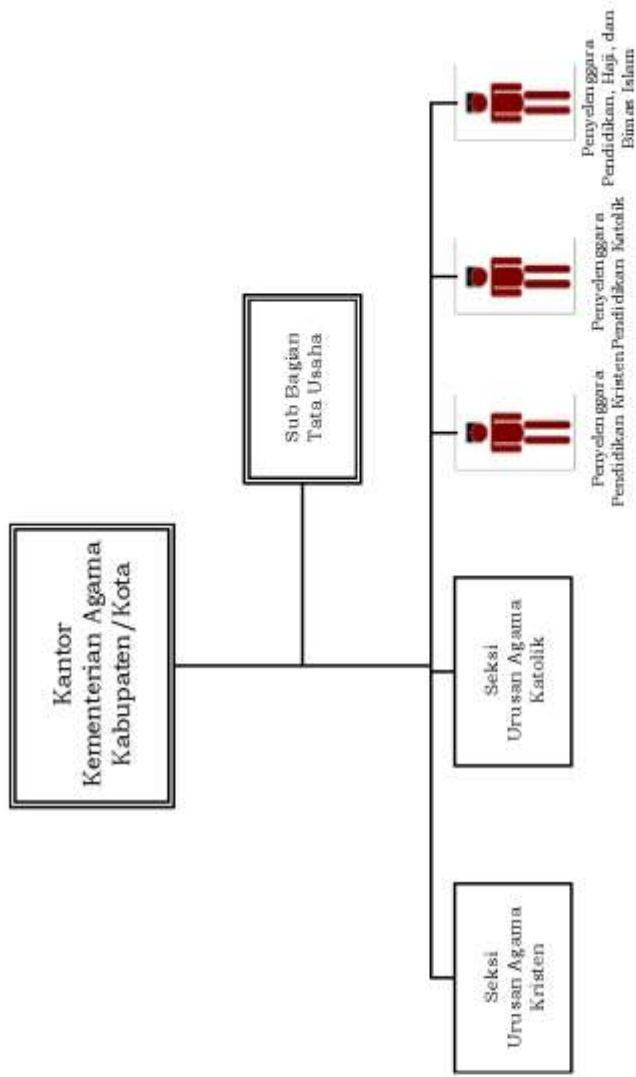 Kantor
Kementerian Agama
Kabupaten/Kota
Sub Bagian
Tata Usaha
Seksi
Urusan Agama
Kristen
Seksi
Urusan Agama
Katolik
Penyelenggara
Pendidikan Kristen
Penyelenggara
Pendidikan Katolik
Penyelenggara
Pendidikan, Haji, dan
Bimas Islam